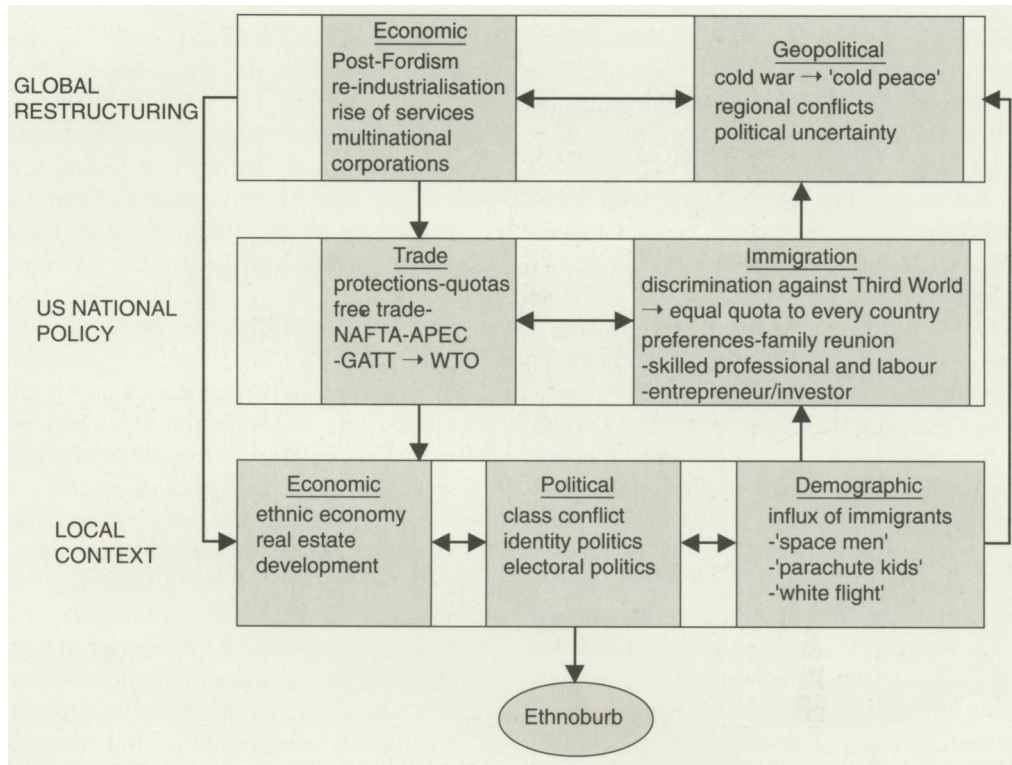 GLOBAL
RESTRUCTURING
Economic
Post-Fordism
re-industrialisation
rise of services
multinational
corporations
Geopolitical
cold war → 'cold peace'
regional conflicts
political uncertainty
US NATIONAL
POLICY
Trade
protections-quotas
free trade-
NAFTA-APEC
-GATT → WTO
Immigration
discrimination against Third World
→ equal quota to every country
preferences-family reunion
-skilled professional and labour
-entrepreneur/investor
LOCAL
CONTEXT
Economic
ethnic economy
real estate
development
Political
class conflict
identity politics
electoral politics
Demographic
influx of immigrants
-'space men'
-'parachute kids'
-'white flight'
Ethnoburb